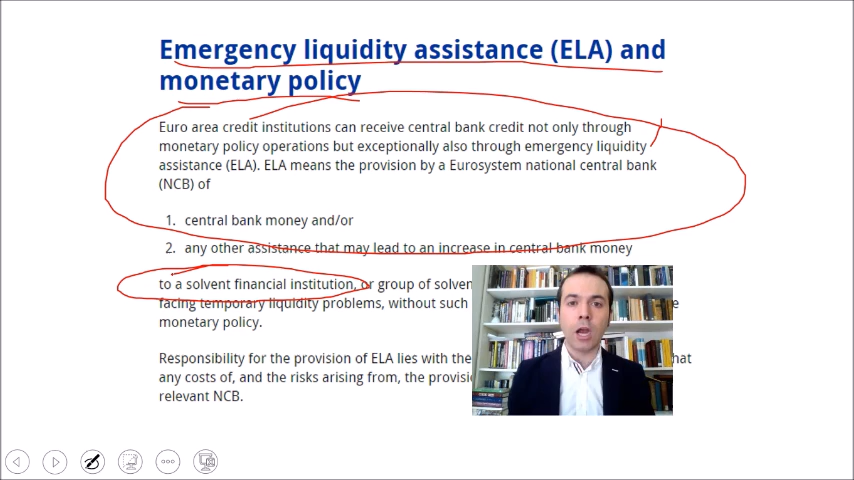 Emergency liquidity assistance (ELA) and
monetary policy
Euro area credit institutions can receive central bank credit not only through
monetary policy operations but exceptionally also through emergency liquidity
assistance (ELA). ELA means the provision by a Eurosystem national central bank
(NCB) of
1. central bank money and/or
2. any other assistance that may lead to an increase in central bank money
to a solvent financial institution, or group of
facing temporary liquidity problems, without such
monetary policy.
Responsibility for the provision of ELA lies with the
any costs of, and the risks arising from, the
relevant NCB.